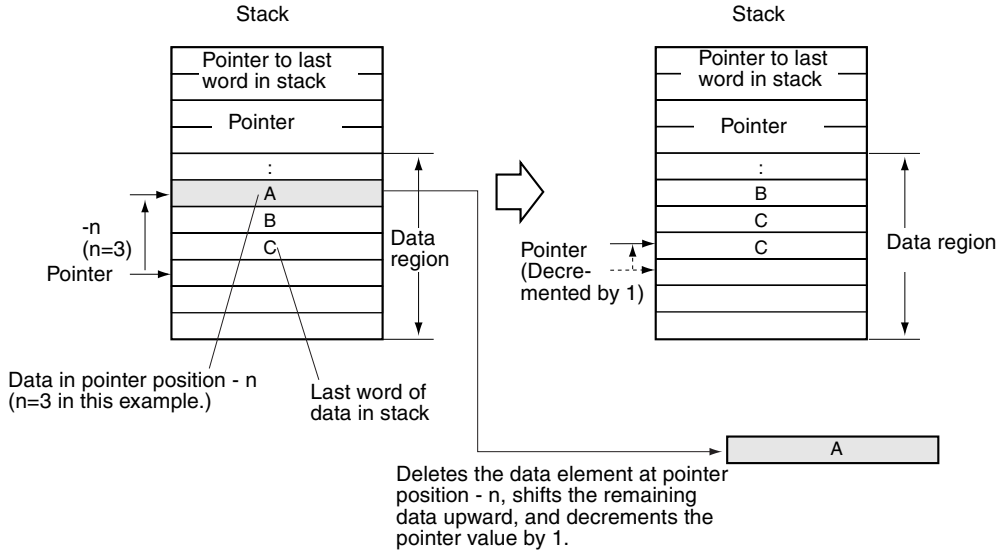 Stack
Pointer to last
word in stack
Pointer
:
A
B
C
-n
(n=3)
Pointer
Data
region
Data in pointer position - n
(n=3 in this example.)
Last word of
data in stack
Stack
Pointer to last
word in stack
Pointer
:
B
C
C
Pointer
(Decre-
mented by 1)
Data region
A
Deletes the data element at pointer
position - n, shifts the remaining
data upward, and decrements the
pointer value by 1.